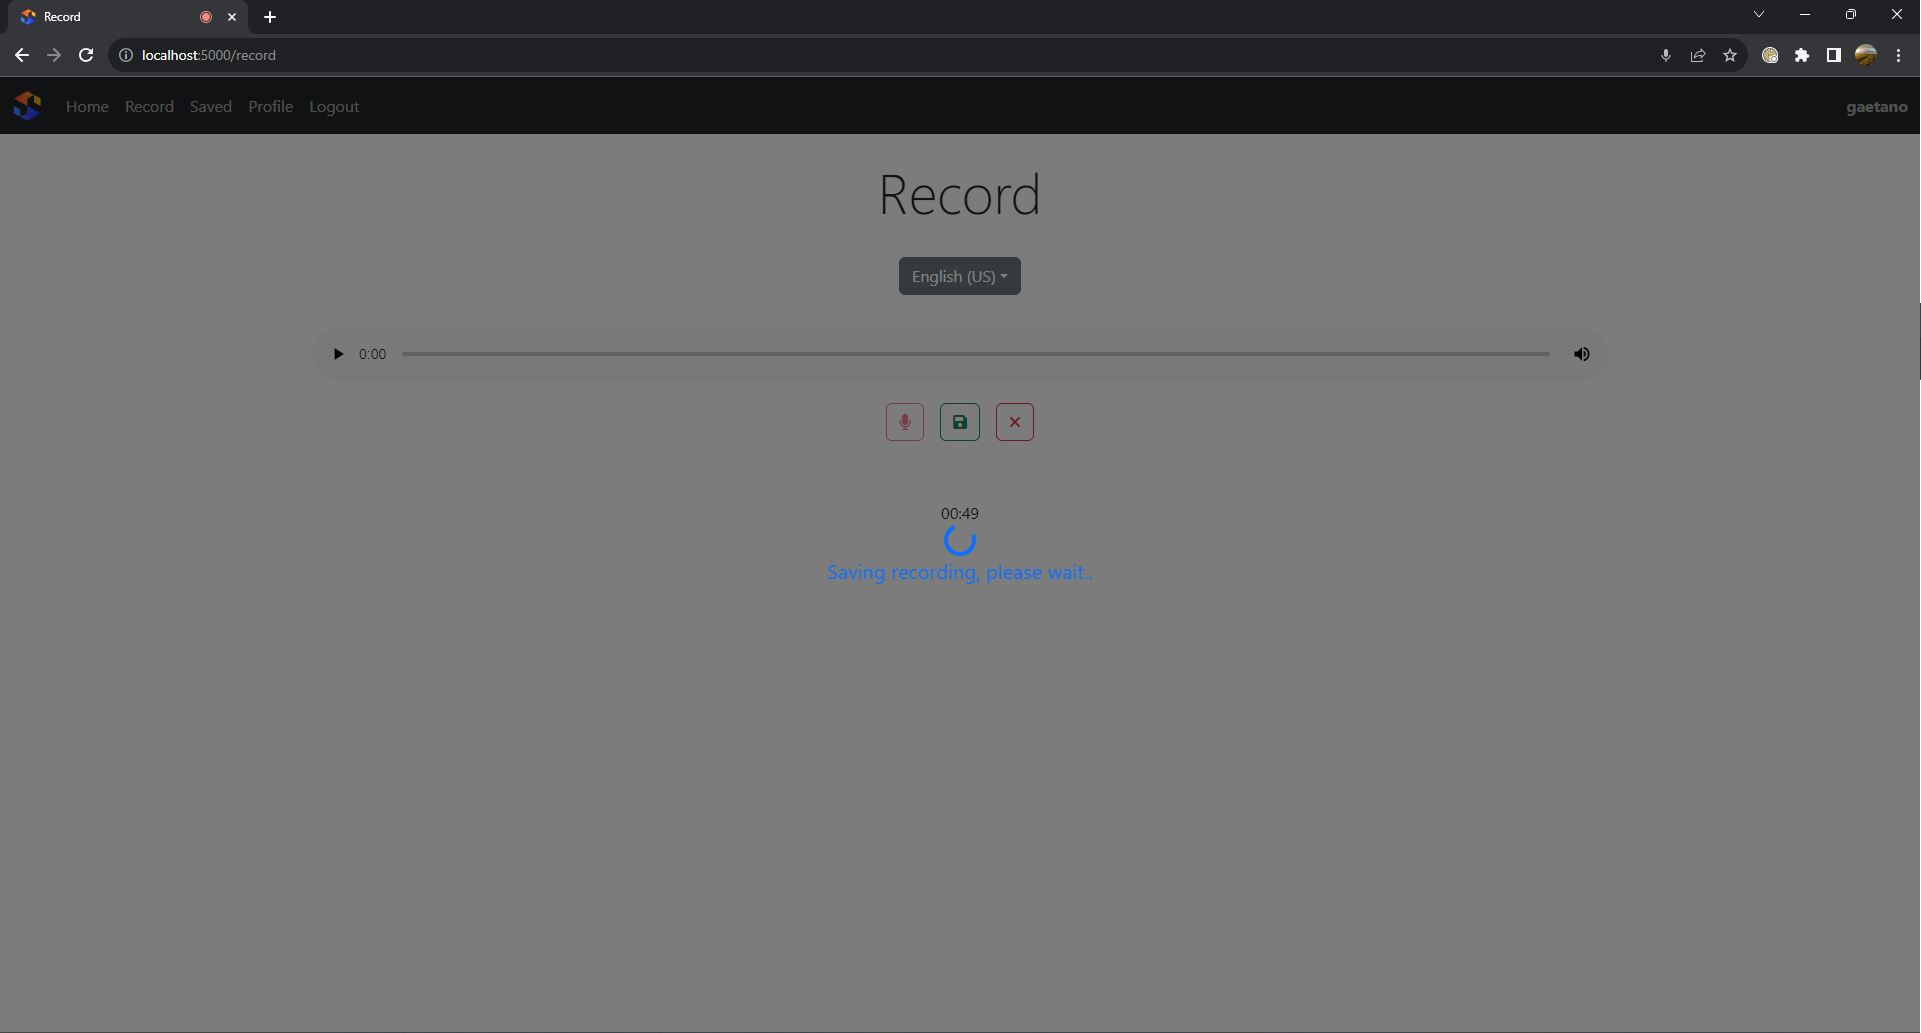 Record
localhost:5000/record
Home Record Saved Profile Logout gaetano
Record
English (US)
0:00
00:49
Saving recording, please wait..